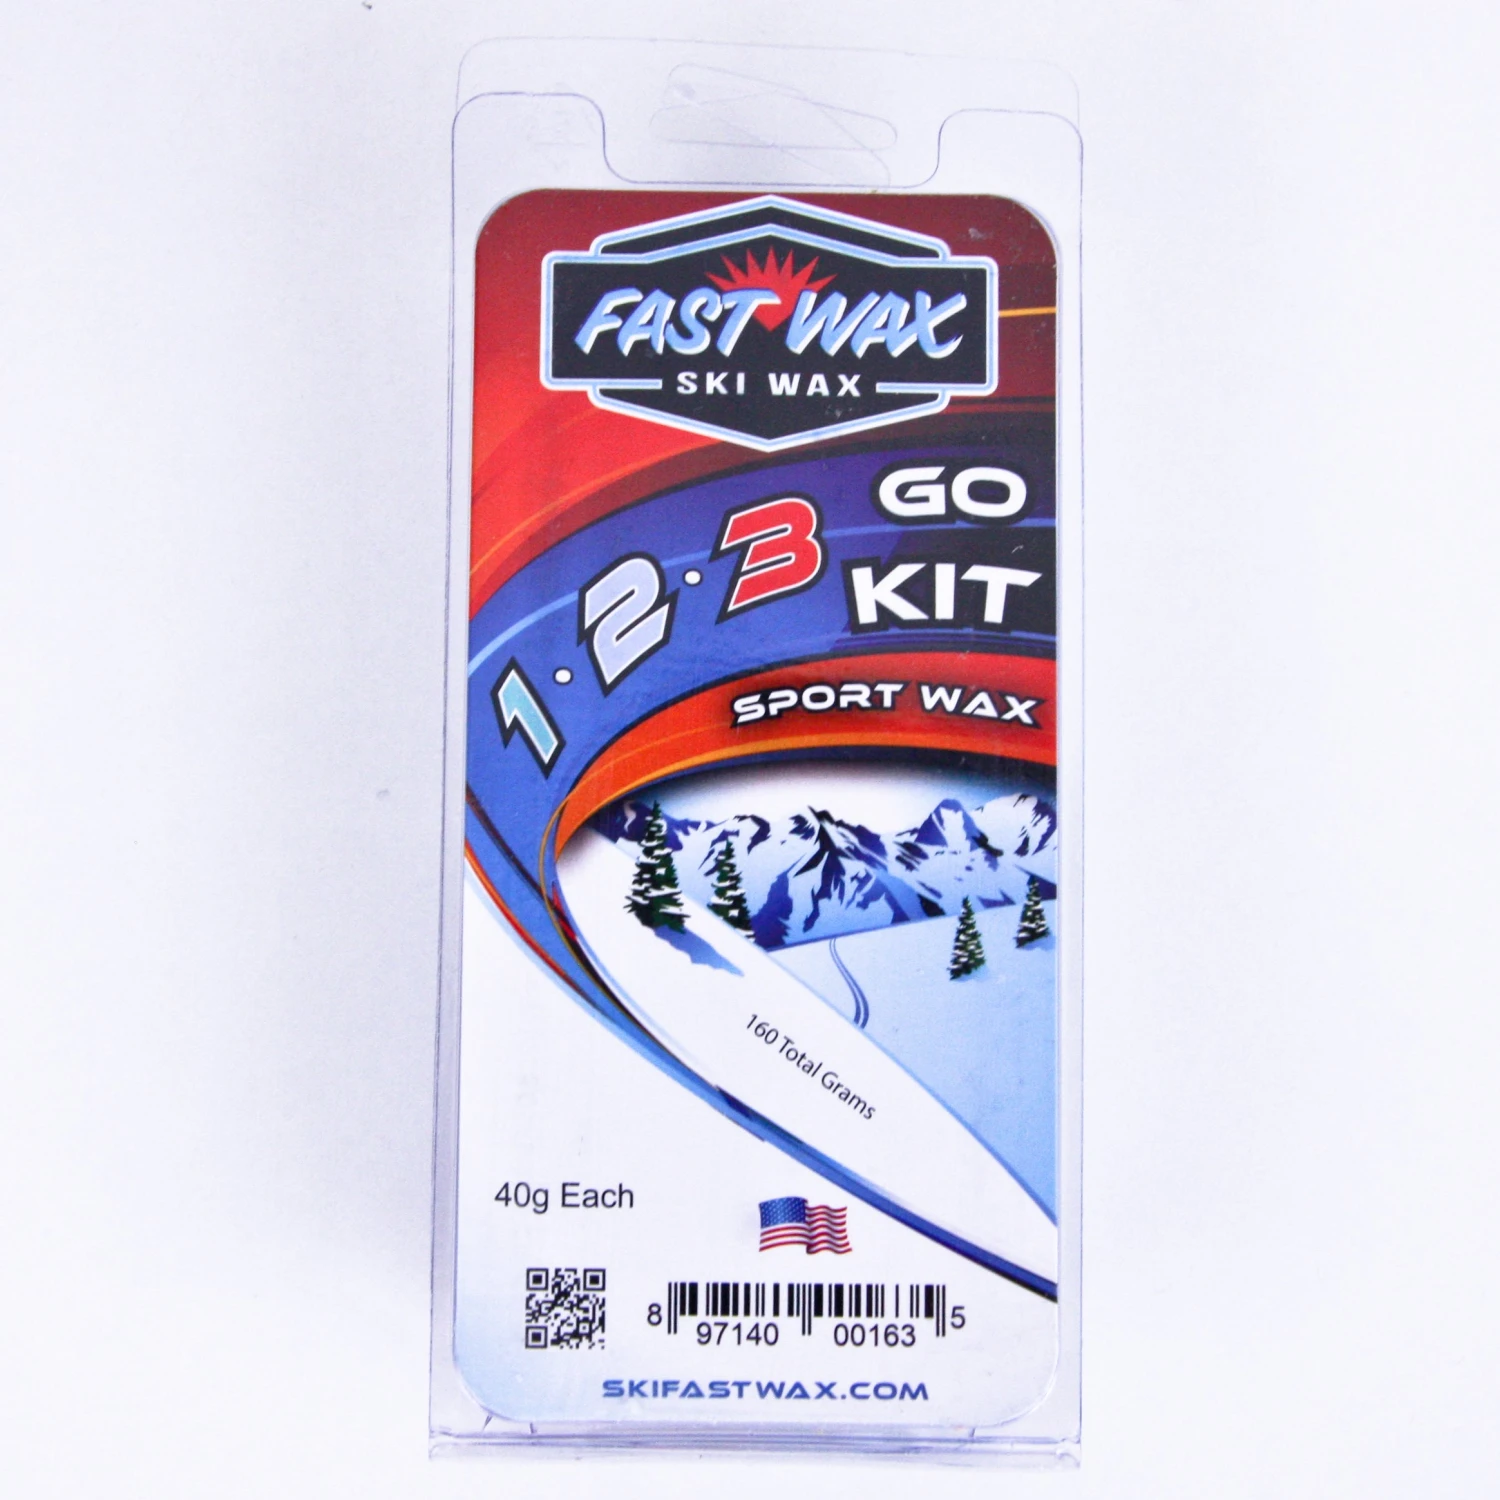 FAST WAX
SKI WAX
GO
KIT
1·2·3
SPORT WAX
160 Total Grams
40g Each
8 97140 00163 5
SKIFASTWAX.COM